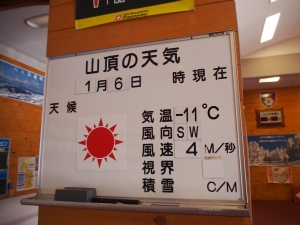 山頂の天気
1月6日 時現在
天候
気温 -11℃
風向 SW
風速 4 M/秒
視界
積雪 C/M